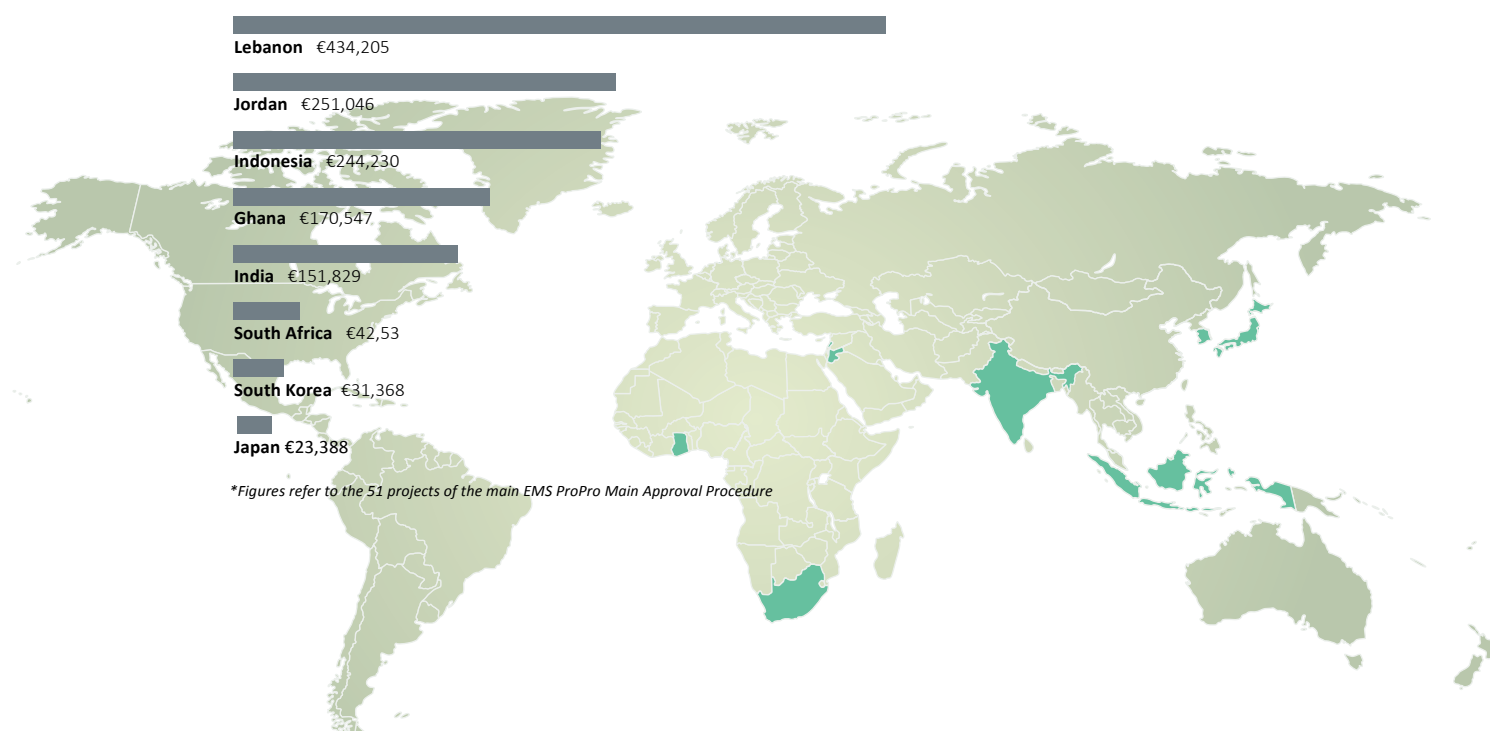 Lebanon €434,205
Jordan €251,046
Indonesia €244,230
Ghana €170,547
India €151,829
South Africa €42,53
South Korea €31,368
Japan €23,388
*Figures refer to the 51 projects of the main EMS ProPro Main Approval Procedure